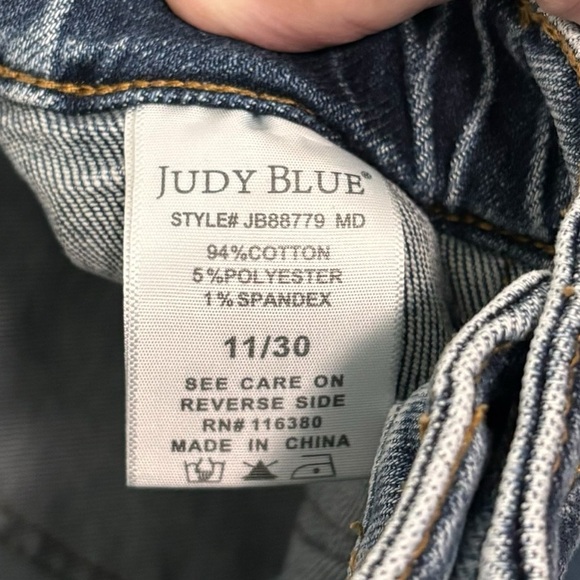 JUDY BLUE®
STYLE# JB88779 MD
94%COTTON
5%POLYESTER
1%SPANDEX
11/30
SEE CARE ON
REVERSE SIDE
RN# 116380
MADE IN CHINA